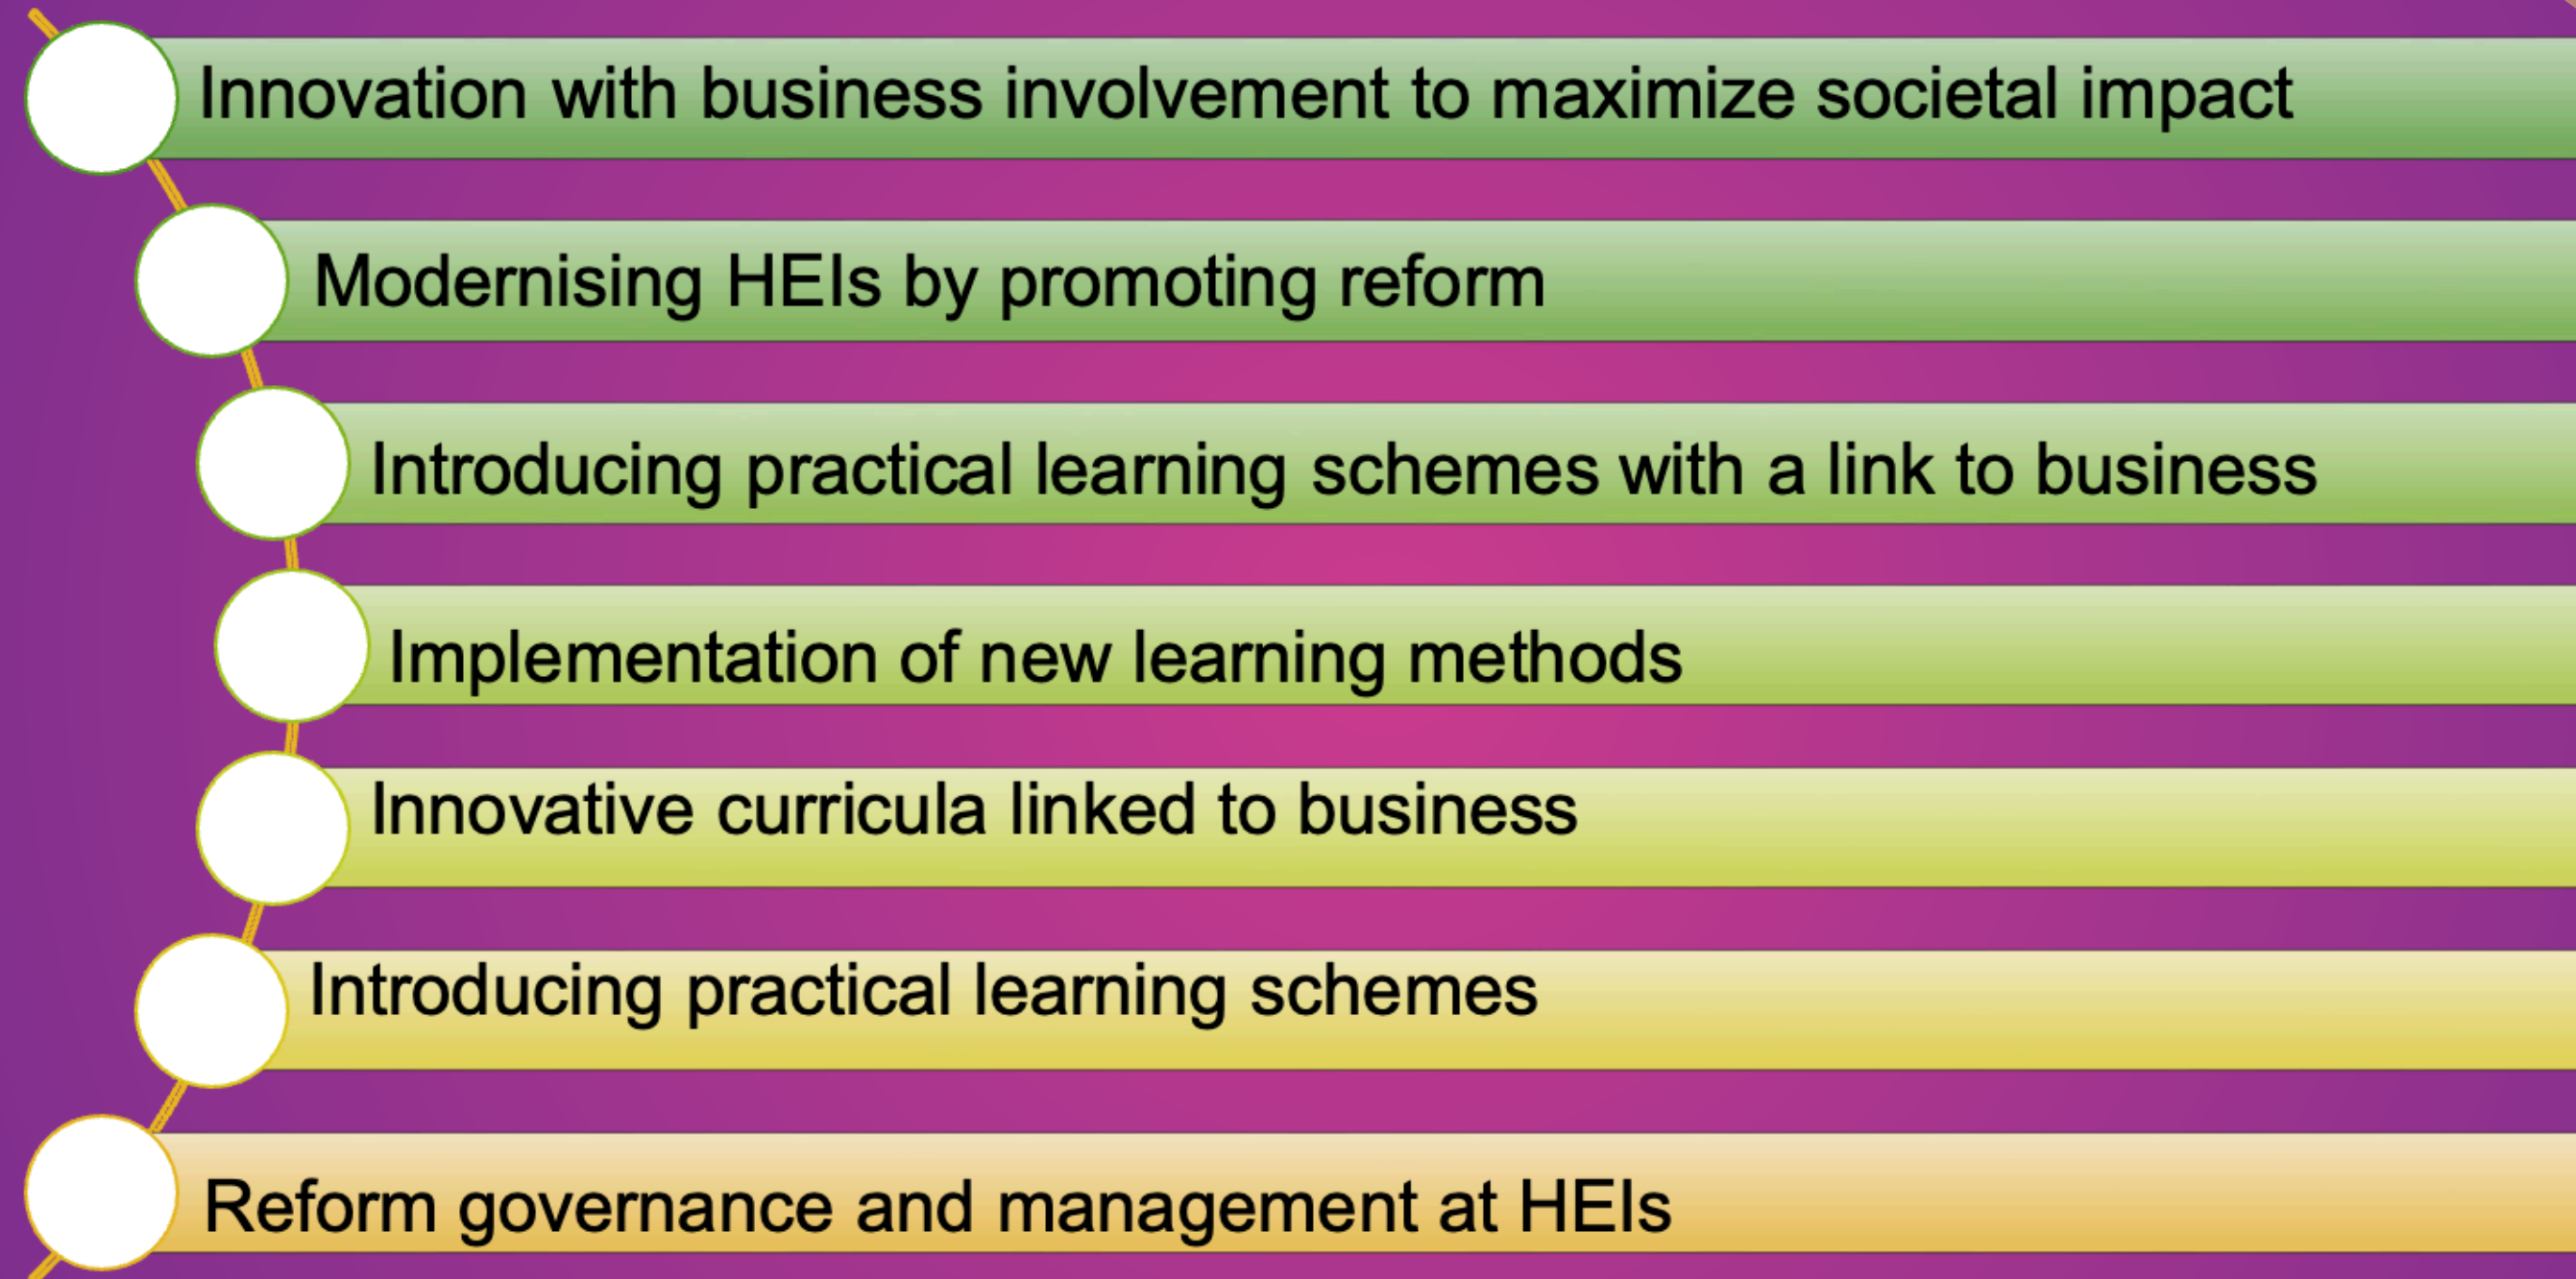 Innovation with business involvement to maximize societal impact
Modernising HEIs by promoting reform
Introducing practical learning schemes with a link to business
Implementation of new learning methods
Innovative curricula linked to business
Introducing practical learning schemes
Reform governance and management at HEIs